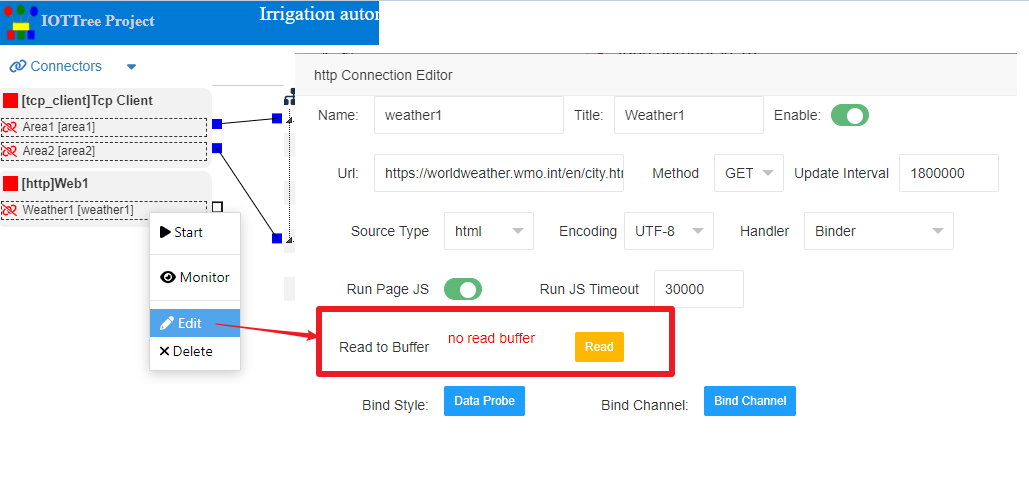 IOTTree Project
Irrigation autor
Connectors
[tcp_client]Tcp Client
Area1 [area1]
Area2 [area2]
[http]Web1
Weather1 [weather1]
Start
Monitor
Edit
Delete
http Connection Editor
Name: weather1 Title: Weather1 Enable:
Url: https://worldweather.wmo.int/en/city.htm Method GET Update Interval 1800000
Source Type html Encoding UTF-8 Handler Binder
Run Page JS Run JS Timeout 30000
Read to Buffer no read buffer Read
Bind Style: Data Probe Bind Channel: Bind Channel